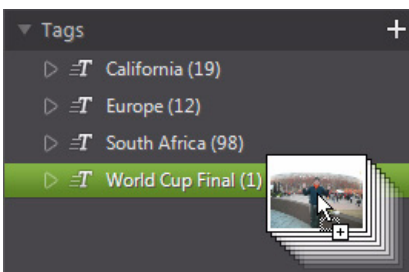 Tags
T California (19)
T Europe (12)
T South Africa (98)
T World Cup Final (1)